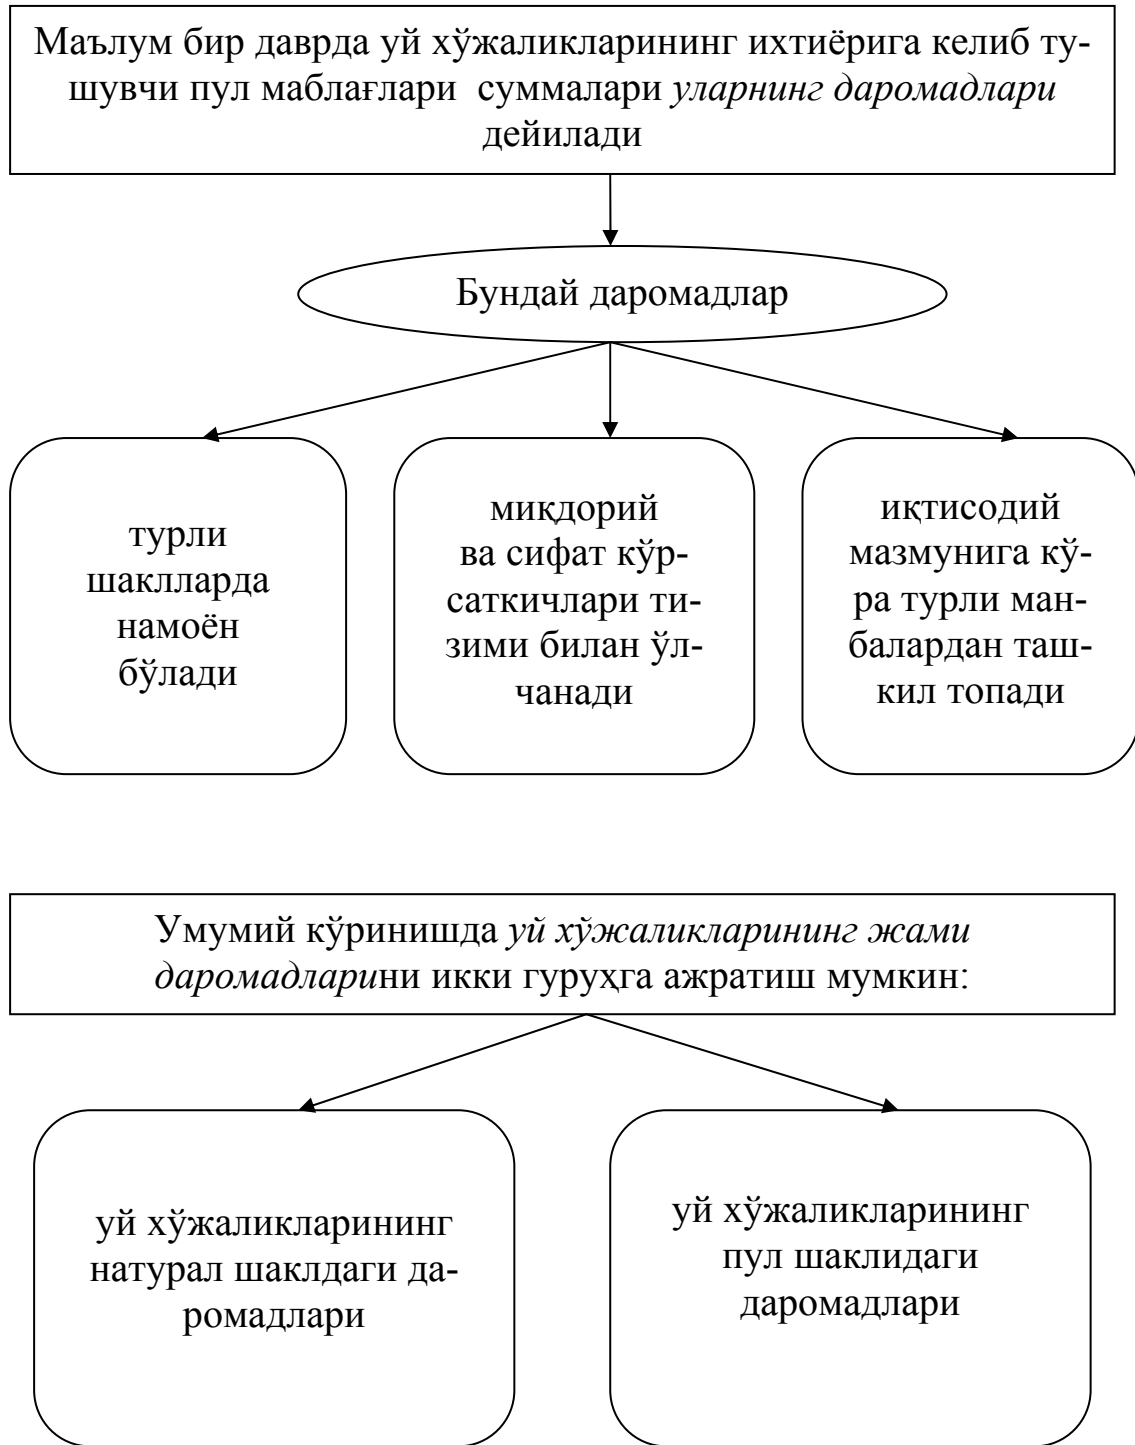 Маълум бир даврда уй хўжаликларининг ихтиёрига келиб ту-
шувчи пул маблағлари суммалари уларнинг даромадлари
дейилади
Бундай даромадлар
турли
шаклларда
намоён
бўлади
миқдорий
ва сифат кўр-
саткичлари ти-
зими билан ўл-
чанади
иқтисодий
мазмунига кў-
ра турли ман-
балардан таш-
кил топади
Умумий кўринишда уй хўжаликларининг жами
даромадларини икки гуруҳга ажратиш мумкин:
уй хўжаликларининг
натурал шаклдаги да-
ромадлари
уй хўжаликларининг
пул шаклидаги
даромадлари